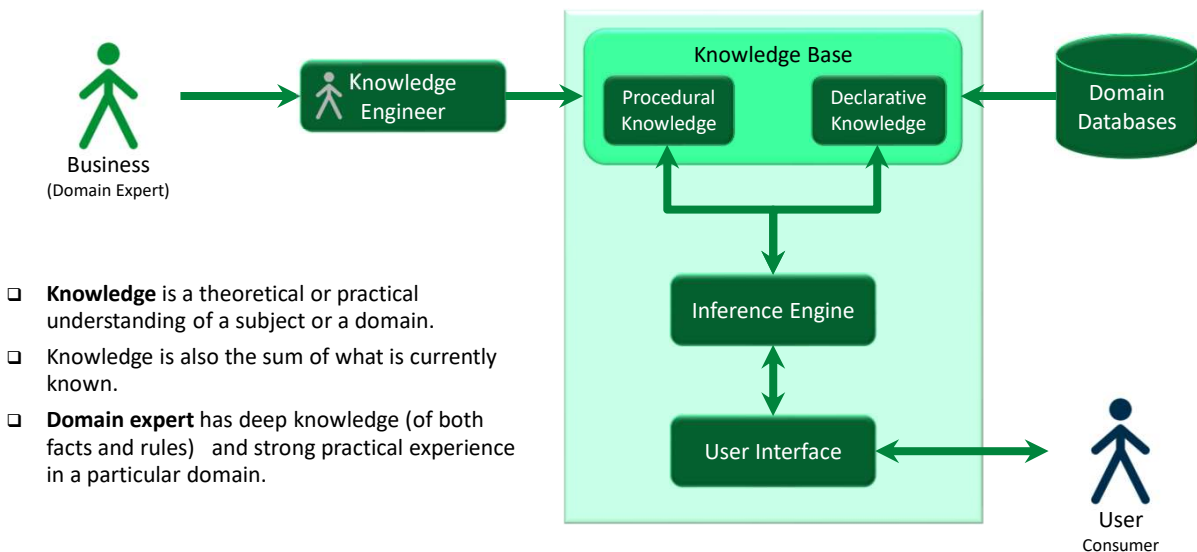 Knowledge Base
Knowledge
Engineer
Procedural
Knowledge
Declarative
Knowledge
Domain
Databases
Business
(Domain Expert)
❑ Knowledge is a theoretical or practical
understanding of a subject or a domain.
❑ Knowledge is also the sum of what is currently
known.
❑ Domain expert has deep knowledge (of both
facts and rules)   and strong practical experience
in a particular domain.
Inference Engine
User Interface
User
Consumer